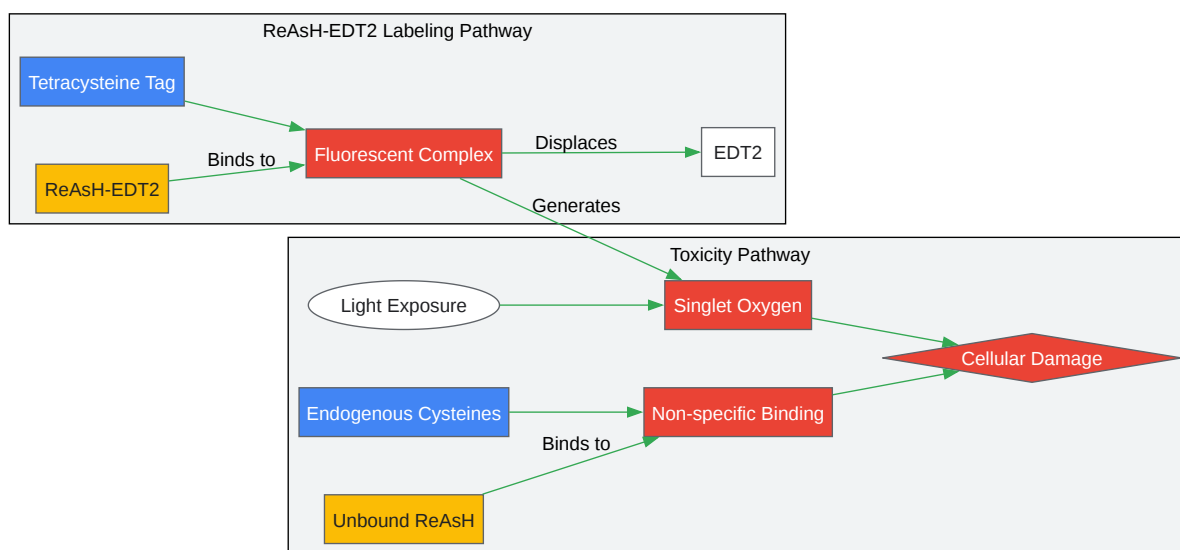 ReAsH-EDT2 Labeling Pathway
Tetracysteine Tag
Binds to
ReAsH-EDT2
Fluorescent Complex
Displaces
EDT2
Generates
Toxicity Pathway
Light Exposure
Singlet Oxygen
Cellular Damage
Endogenous Cysteines
Non-specific Binding
Binds to
Unbound ReAsH